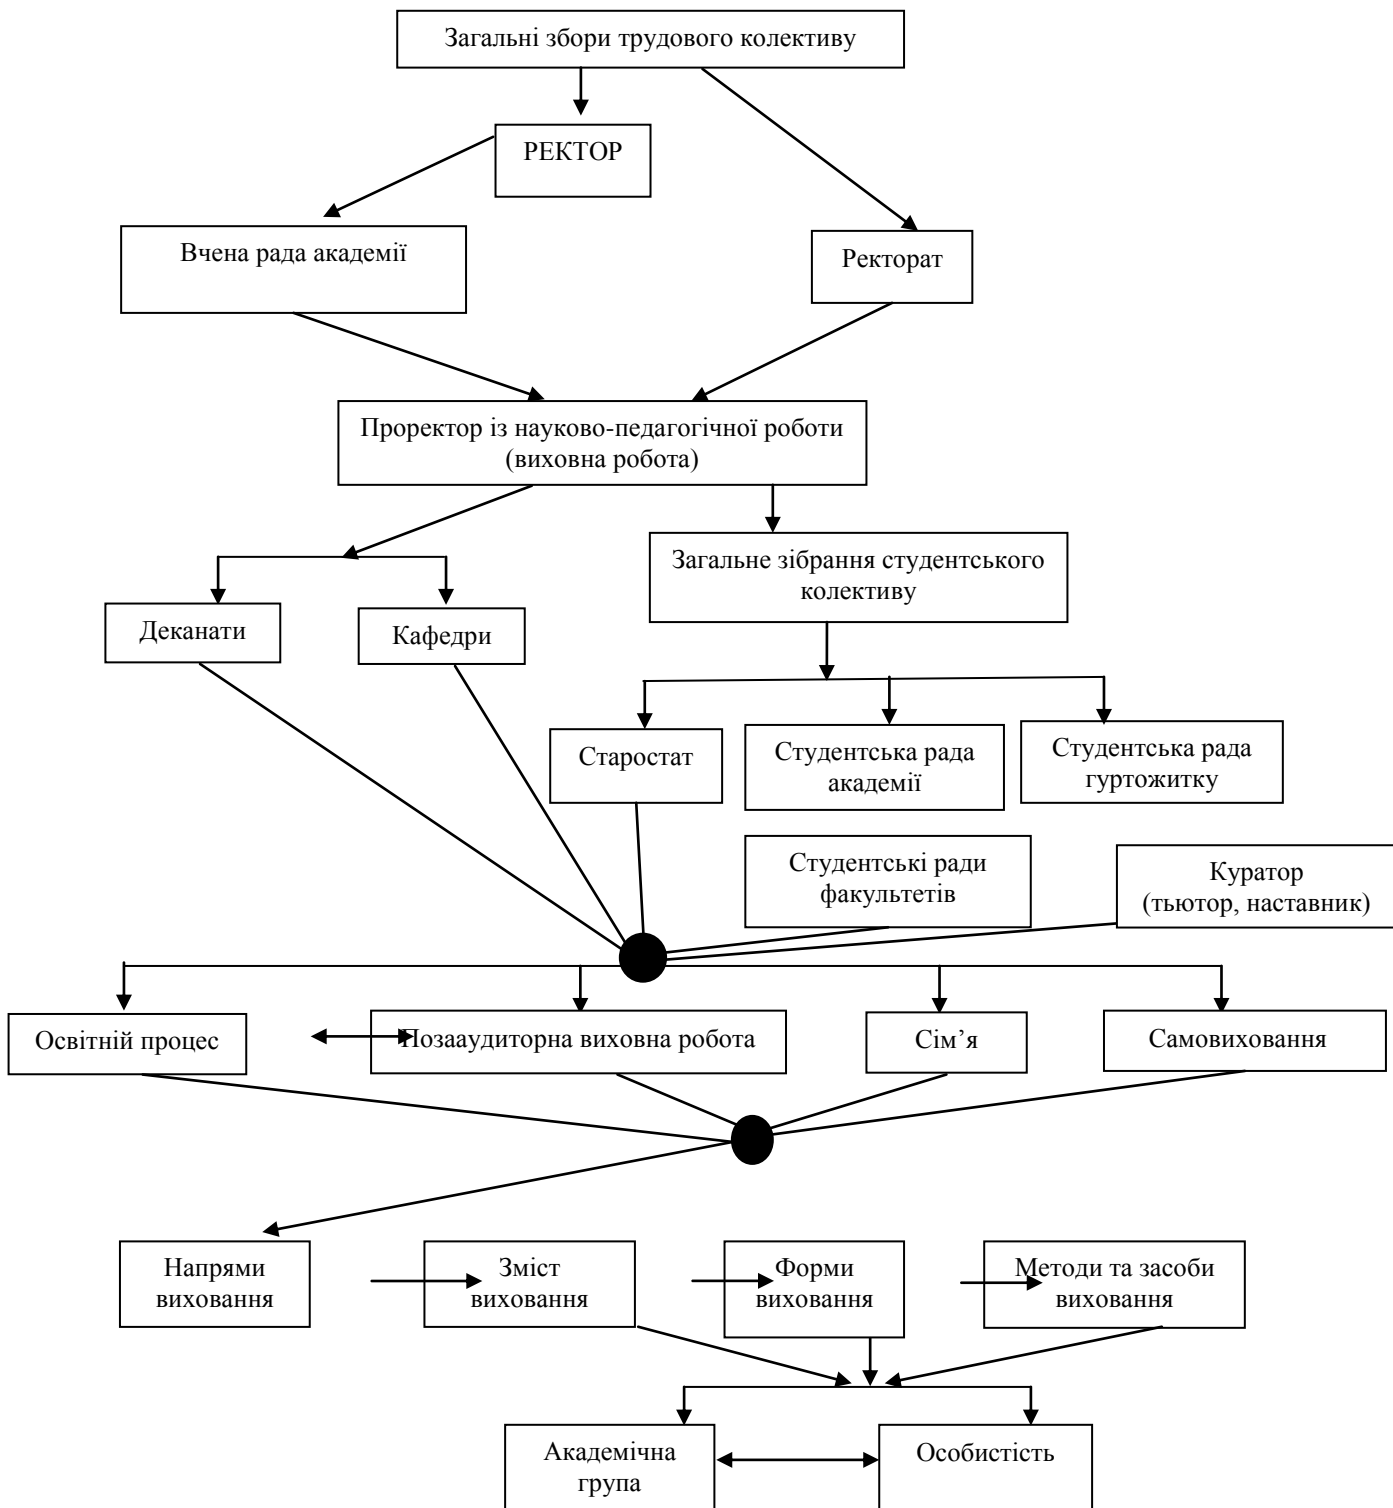 Загальні збори трудового колективу
РЕКТОР
Вчена рада академії
Ректорат
Проректор із науково-педагогічної роботи
(виховна робота)
Загальне зібрання студентського
колективу
Деканати
Кафедри
Старостат
Студентська рада
академії
Студентська рада
гуртожитку
Студентські ради
факультетів
Куратор
(тьютор, наставник)
Освітній процес
Позааудиторна виховна робота
Сім’я
Самовиховання
Напрями
виховання
Зміст
виховання
Форми
виховання
Методи та засоби
виховання
Академічна
група
Особистість